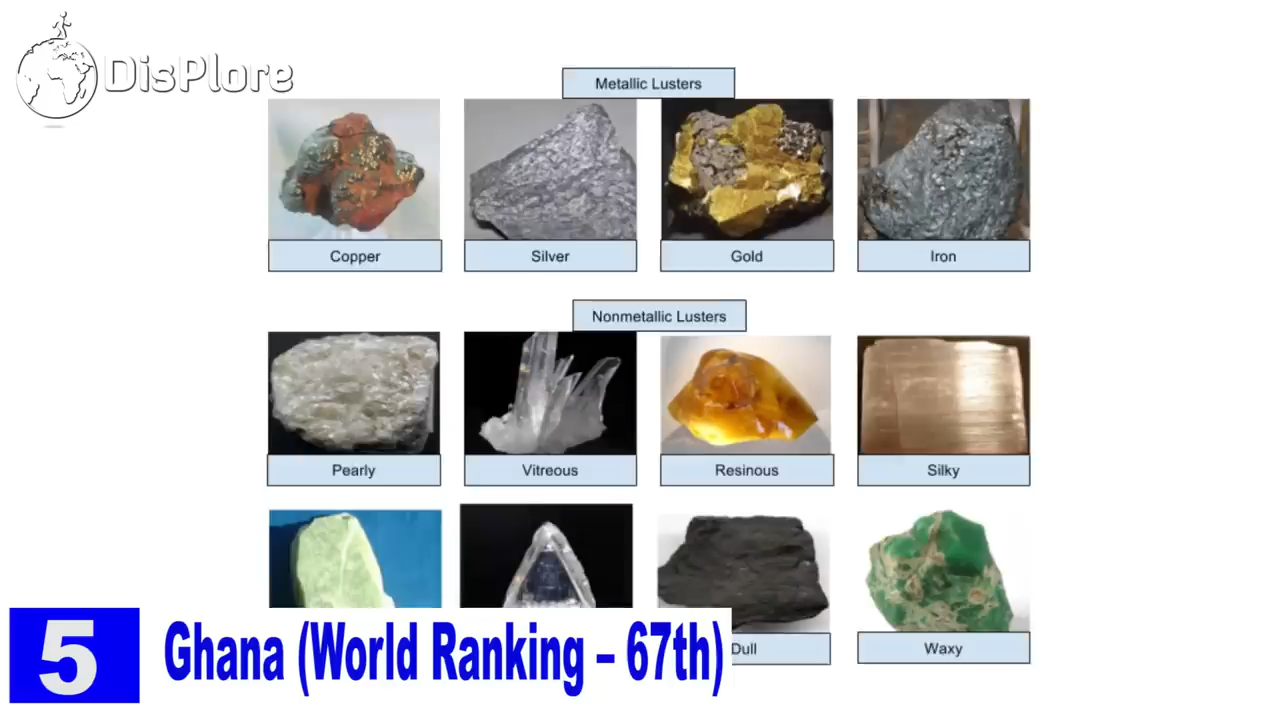 DisPlore
Metallic Lusters
Copper
Silver
Gold
Iron
Nonmetallic Lusters
Pearly
Vitreous
Resinous
Silky
Dull
Waxy
5
Ghana (World Ranking – 67th)